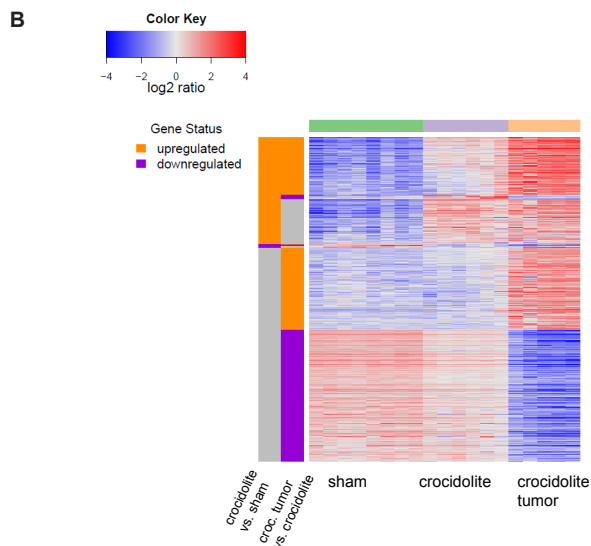 B
Color Key
−4 −2 0 2 4
log2 ratio
Gene Status
upregulated
downregulated
crocidolite
vs. sham
croc. tumor
vs. crocidolite
sham
crocidolite
crocidolite
tumor